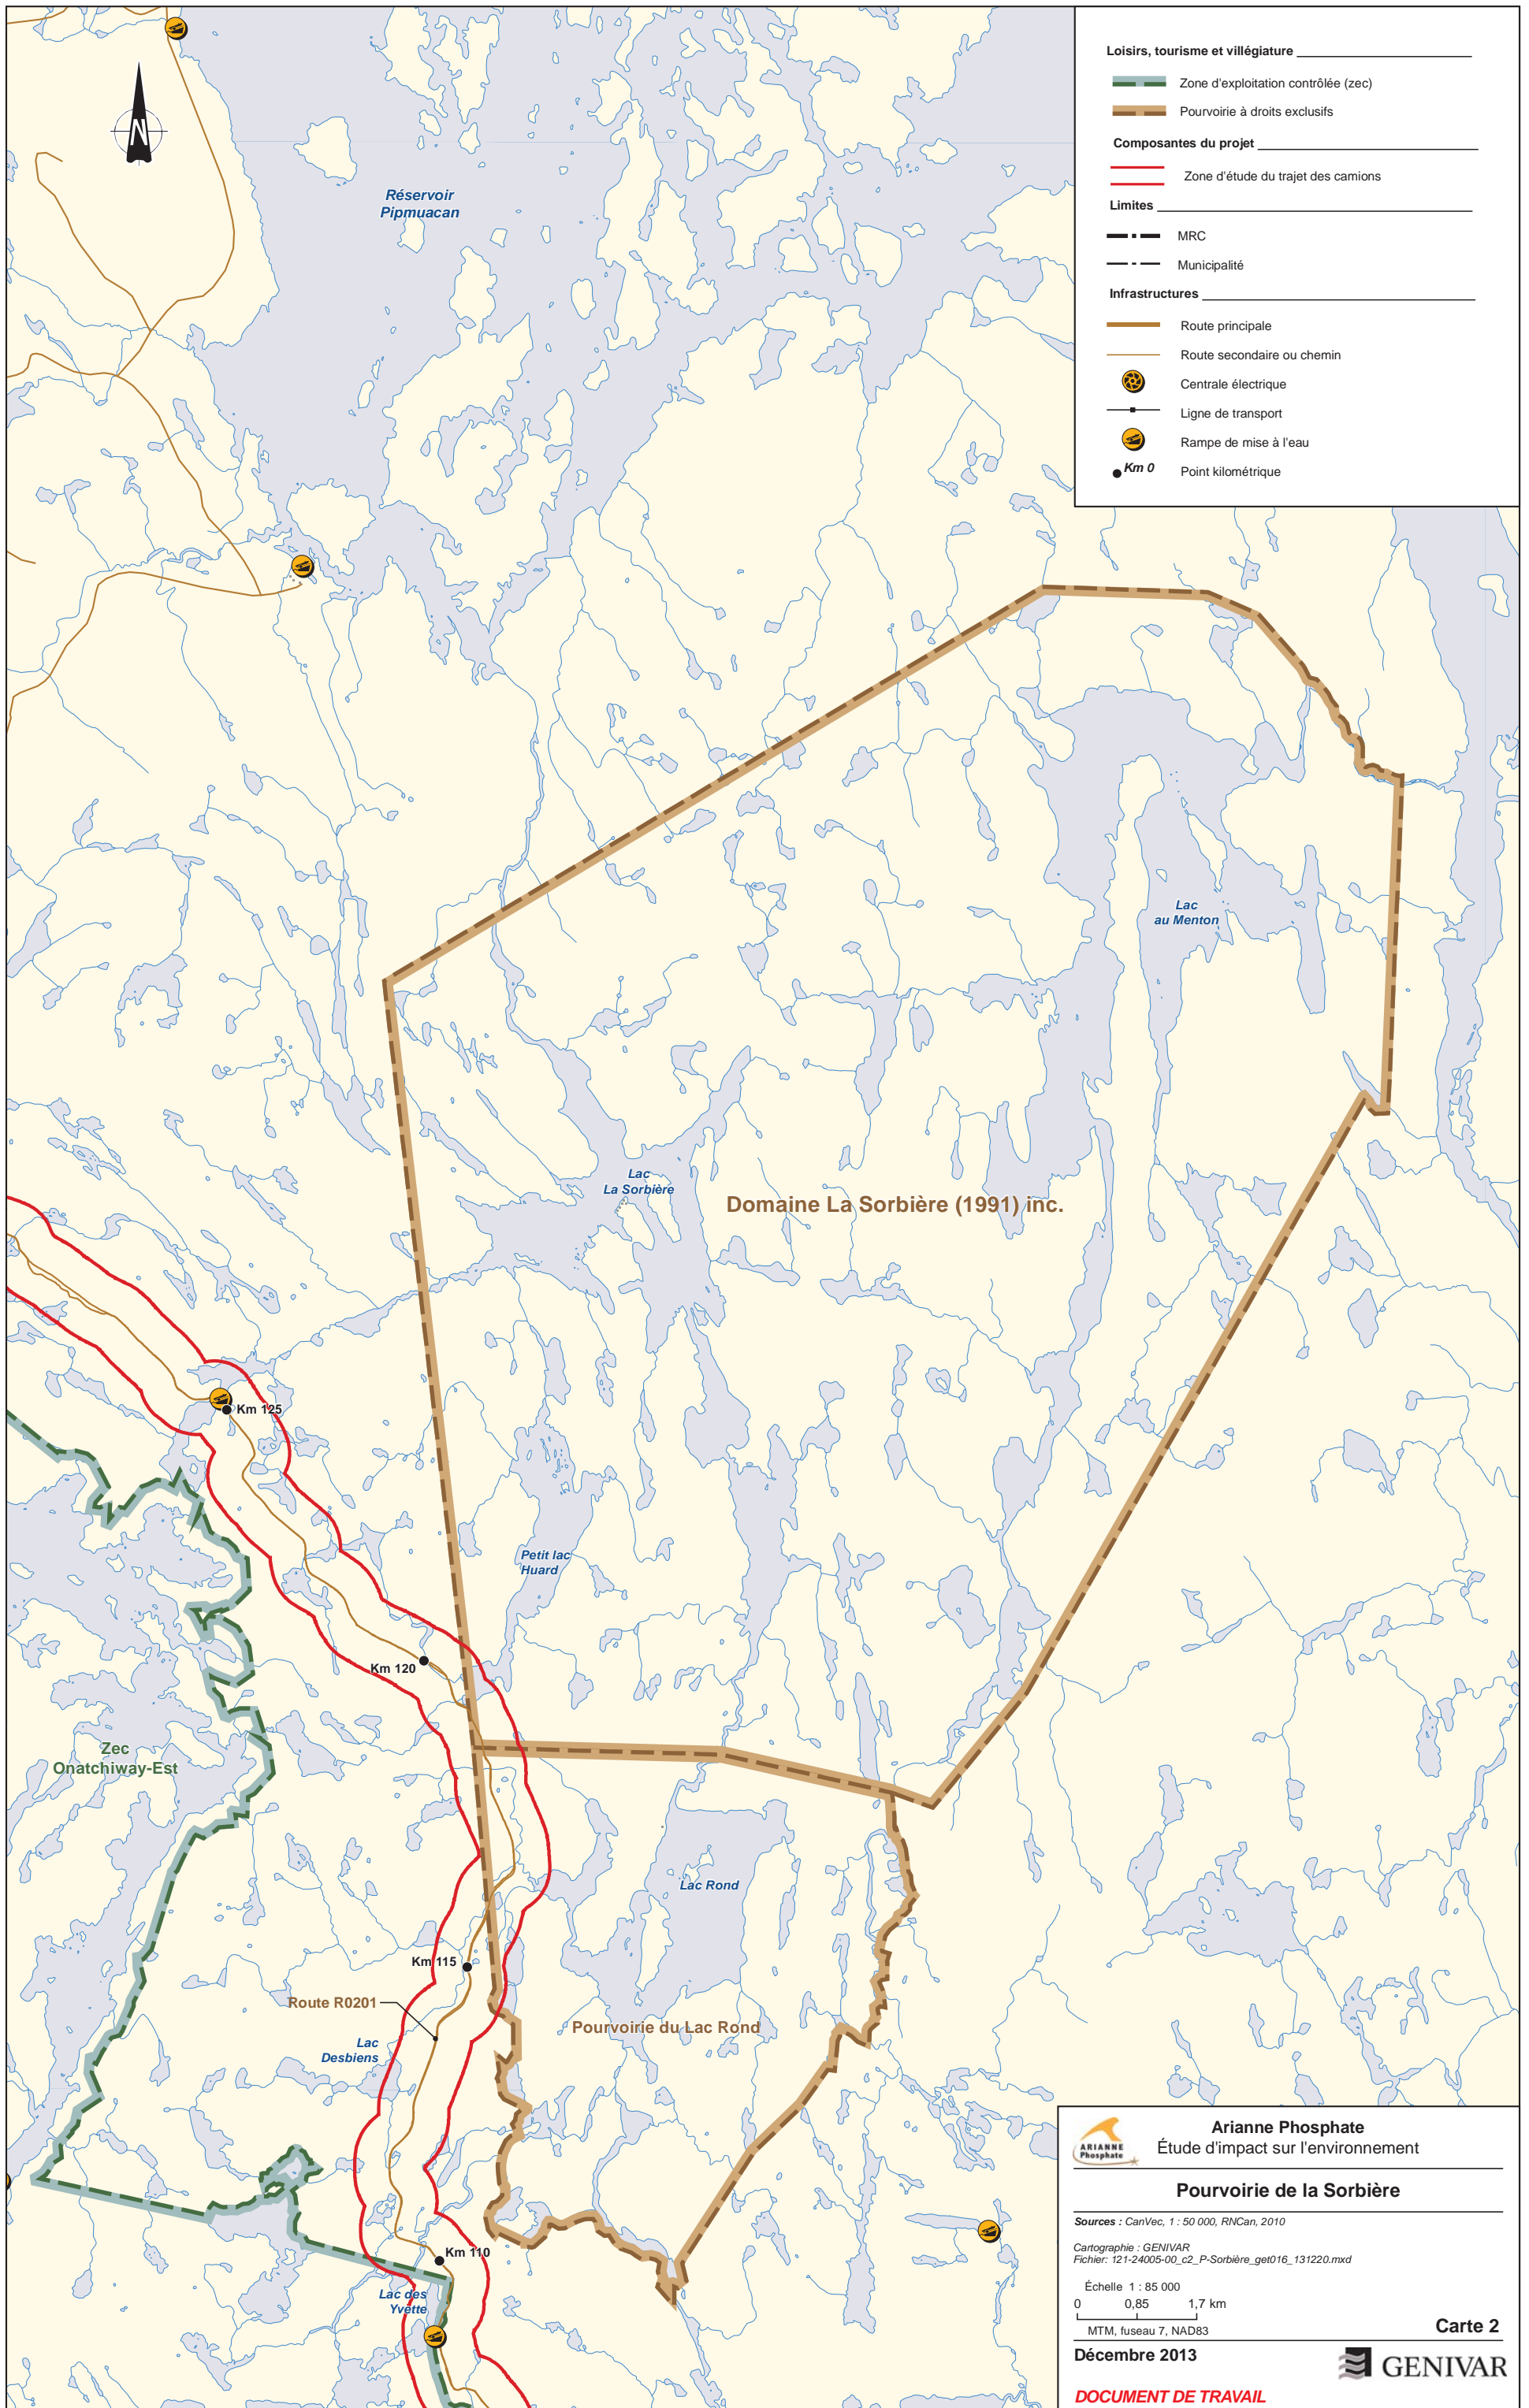 Loisirs, tourisme et villégiature
Zone d'exploitation contrôlée (zec)
Pourvoirie à droits exclusifs
Composantes du projet
Zone d'étude du trajet des camions
Limites
MRC
Municipalité
Infrastructures
Route principale
Route secondaire ou chemin
Centrale électrique
Ligne de transport
Rampe de mise à l'eau
Km 0 Point kilométrique
N
Réservoir
Pipmuacan
Lac
au Menton
Lac
La Sorbière
Domaine La Sorbière (1991) inc.
Km 125
Petit lac
Huard
Km 120
Zec
Onatchiway-Est
Lac Rond
Km 115
Route R0201
Pourvoirie du Lac Rond
Lac
Desbiens
Km 110
Lac des
Yvette
ARIANNE
Phosphate
Arianne Phosphate
Étude d'impact sur l'environnement
Pourvoirie de la Sorbière
Sources : CanVec, 1 : 50 000, RNCan, 2010
Cartographie : GENIVAR
Fichier: 121-24005-00_c2_P-Sorbière_get016_131220.mxd
Échelle 1 : 85 000
0 0,85 1,7 km
MTM, fuseau 7, NAD83
Carte 2
Décembre 2013
GENIVAR
DOCUMENT DE TRAVAIL